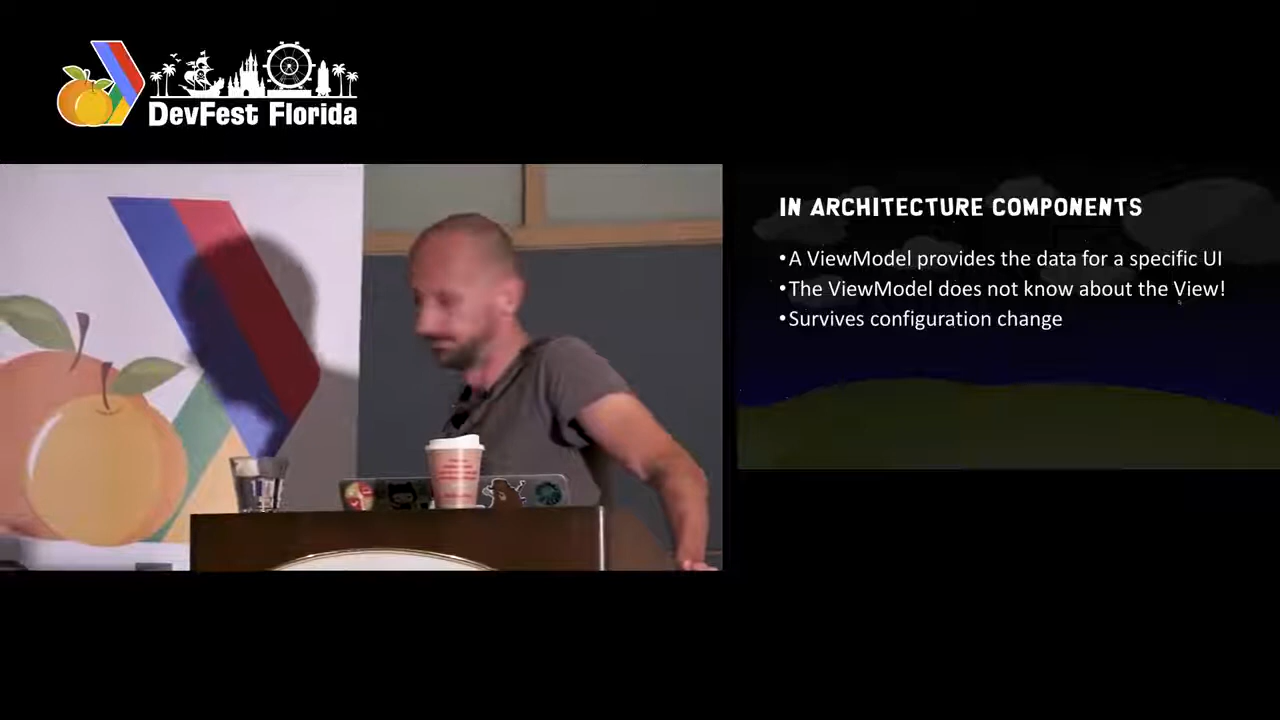 DevFest Florida
IN ARCHITECTURE COMPONENTS
•A ViewModel provides the data for a specific UI
•The ViewModel does not know about the View!
•Survives configuration change